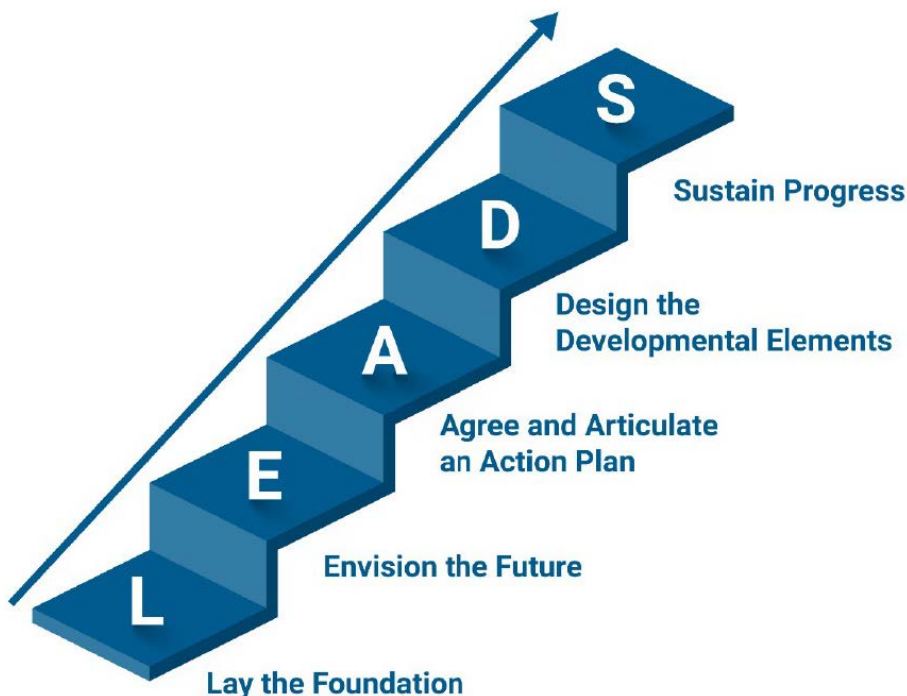 S
Sustain Progress
D
Design the
Developmental Elements
A
Agree and Articulate
an Action Plan
E
Envision the Future
L
Lay the Foundation